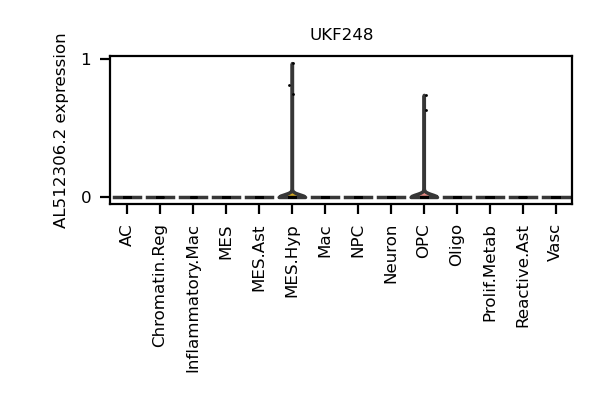 UKF248
AL512306.2 expression
1
0
AC
Chromatin.Reg
Inflammatory.Mac
MES
MES.Ast
MES.Hyp
Mac
NPC
Neuron
OPC
Oligo
Prolif.Metab
Reactive.Ast
Vasc